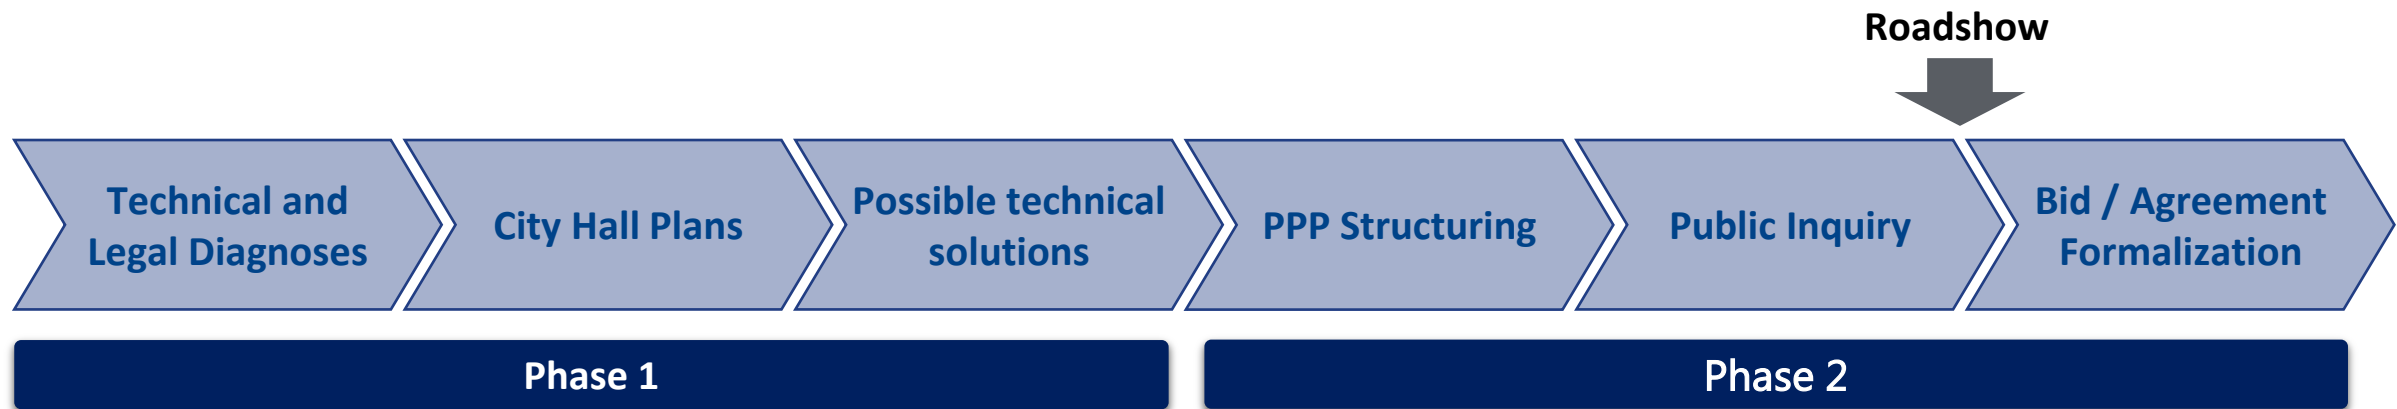 Roadshow
Technical and
Legal Diagnoses
City Hall Plans
Possible technical
solutions
PPP Structuring
Public Inquiry
Bid / Agreement
Formalization
Phase 1
Phase 2